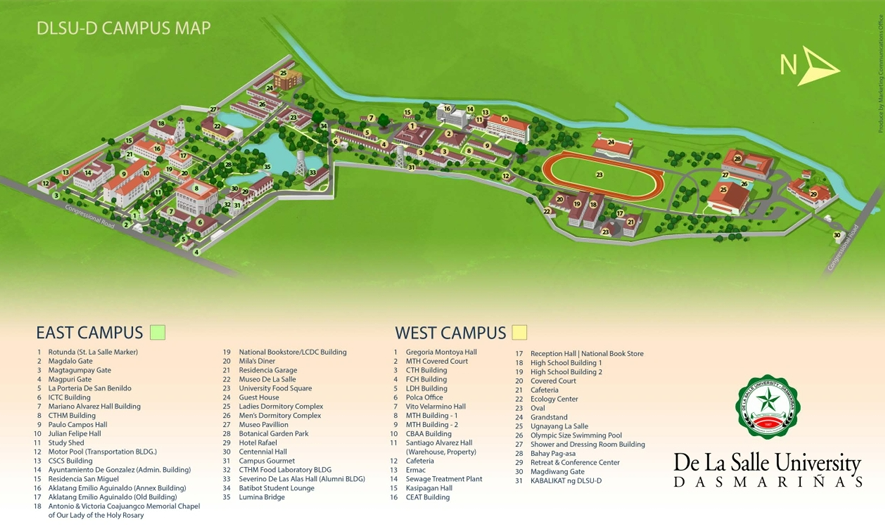 DLSU-D CAMPUS MAP
N
Produce by Marketing Communications Office
Congressional Road
Congressional Road
EAST CAMPUS
1 Rotunda (St. La Salle Marker)
2 Magdalo Gate
3 Magtagumpay Gate
4 Magpuri Gate
5 La Porteria De San Benildo
6 ICTC Building
7 Mariano Alvarez Hall Building
8 CTHM Building
9 Paulo Campos Hall
10 Julian Felipe Hall
11 Study Shed
12 Motor Pool (Transportation BLDG.)
13 CSCS Building
14 Ayuntamiento De Gonzalez (Admin. Building)
15 Residencia San Miguel
16 Aklatang Emilio Aguinaldo (Annex Building)
17 Aklatang Emilio Aguinaldo (Old Building)
18 Antonio & Victoria Coajuangco Memorial Chapel
of Our Lady of the Holy Rosary
19 National Bookstore/LCDC Building
20 Mila's Diner
21 Residencia Garage
22 Museo De La Salle
23 University Food Square
24 Guest House
25 Ladies Dormitory Complex
26 Men's Dormitory Complex
27 Museo Pavillion
28 Botanical Garden Park
29 Hotel Rafael
30 Centennial Hall
31 Campus Gourmet
32 CTHM Food Laboratory BLDG
33 Severino De Las Alas Hall (Alumni BLDG)
34 Batibot Student Lounge
35 Lumina Bridge
WEST CAMPUS
1 Gregoria Montoya Hall
2 MTH Covered Court
3 CTH Building
4 FCH Building
5 LDH Building
6 Polca Office
7 Vito Velarmino Hall
8 MTH Building - 1
9 MTH Building - 2
10 CBAA Building
11 Santiago Alvarez Hall
(Warehouse, Property)
12 Cafeteria
13 Ermac
14 Sewage Treatment Plant
15 Kasipagan Hall
16 CEAT Building
17 Reception Hall | National Book Store
18 High School Building 1
19 High School Building 2
20 Covered Court
21 Cafeteria
22 Ecology Center
23 Oval
24 Grandstand
25 Ugnayang La Salle
26 Olympic Size Swimming Pool
27 Shower and Dressing Room Building
28 Bahay Pag-asa
29 Retreat & Conference Center
30 Magdiwang Gate
31 KABALIKAT ng DLSU-D
De La Salle University
DASMARIÑAS